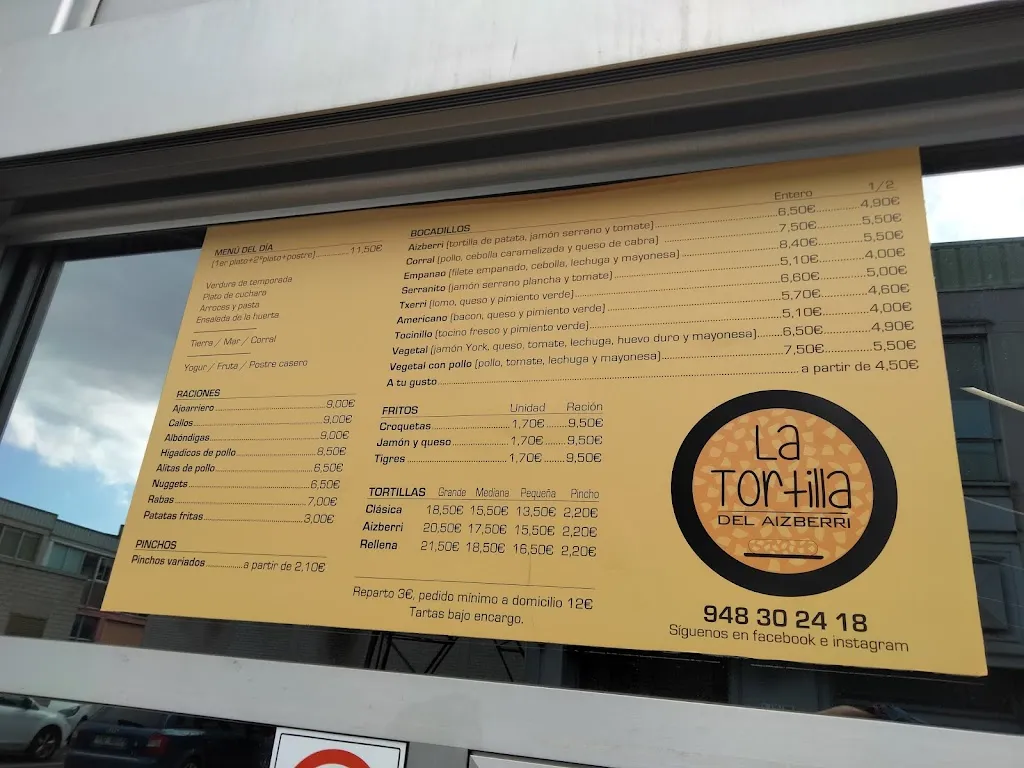 MENÚ DEL DÍA
(1er plato+2ºplato+postre)..........11,50€
Verdura de temporada
Plato de cuchara
Arroces y pasta
Ensalada de la huerta
Tierra / Mar / Corral
Yogur / Fruta / Postre casero
RACIONES
Ajoarriero..........9,00€
Callos..........9,00€
Albóndigas..........9,00€
Higadicos de pollo..........8,50€
Alitas de pollo..........6,50€
Nuggets..........6,50€
Rabas..........7,00€
Patatas fritas..........3,00€
PINCHOS
Pinchos variados..........a partir de 2,10€
BOCADILLOS Entero 1/2
Aizberri (tortilla de patata, jamón serrano y tomate)..........6,50€..........4,90€
Corral (pollo, cebolla caramelizada y queso de cabra)..........7,50€..........5,50€
Empanao (filete empanado, cebolla, lechuga y mayonesa)..........8,40€..........5,50€
Serranito (jamón serrano plancha y tomate)..........5,10€..........4,00€
Txerri (lomo, queso y pimiento verde)..........6,60€..........5,00€
Americano (bacon, queso y pimiento verde)..........5,70€..........4,60€
Tocinillo (tocino fresco y pimiento verde)..........5,10€..........4,00€
Vegetal (jamón York, queso, tomate, lechuga, huevo duro y mayonesa)..........6,50€..........4,90€
Vegetal con pollo (pollo, tomate, lechuga y mayonesa)..........7,50€..........5,50€
A tu gusto..........a partir de 4,50€
FRITOS Unidad Ración
Croquetas..........1,70€..........9,50€
Jamón y queso..........1,70€..........9,50€
Tigres..........1,70€..........9,50€
TORTILLAS Grande Mediana Pequeña Pincho
Clásica 18,50€ 15,50€ 13,50€ 2,20€
Aizberri 20,50€ 17,50€ 15,50€ 2,20€
Rellena 21,50€ 18,50€ 16,50€ 2,20€
Reparto 3€, pedido mínimo a domicilio 12€
Tartas bajo encargo.
LA
TORtilla
DEL AIZBERRI
948 30 24 18
Síguenos en facebook e instagram